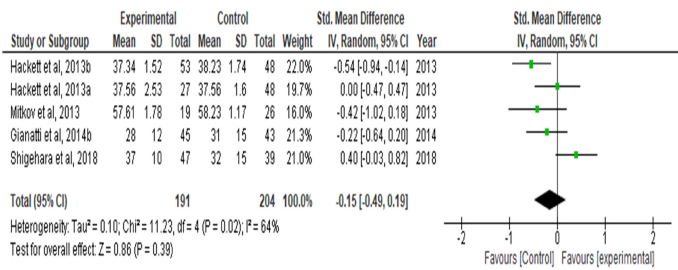 Experimental Control Std. Mean Difference Std. Mean Difference
Study or Subgroup Mean SD Total Mean SD Total Weight IV, Random, 95% CI Year IV, Random, 95% CI
Hackett et al, 2013b 37.34 1.52 53 38.23 1.74 48 22.0% -0.54 [-0.94, -0.14] 2013
Hackett et al, 2013a 37.56 2.53 27 37.56 1.6 48 19.7% 0.00 [-0.47, 0.47] 2013
Mitkov et al, 2013 57.61 1.78 19 58.23 1.17 26 16.0% -0.42 [-1.02, 0.18] 2013
Gianatti et al, 2014b 28 12 45 31 15 43 21.2% -0.22 [-0.64, 0.20] 2014
Shigehara et al, 2018 37 10 47 32 15 39 21.0% 0.40 [-0.03, 0.82] 2018
Total (95% CI) 191 204 100.0% -0.15 [-0.49, 0.19]
Heterogeneity: Tau² = 0.10; Chi² = 11.23, df = 4 (P = 0.02); I² = 64%
Test for overall effect: Z = 0.86 (P = 0.39)
-2 -1 0 1 2
Favours [Control] Favours [experimental]